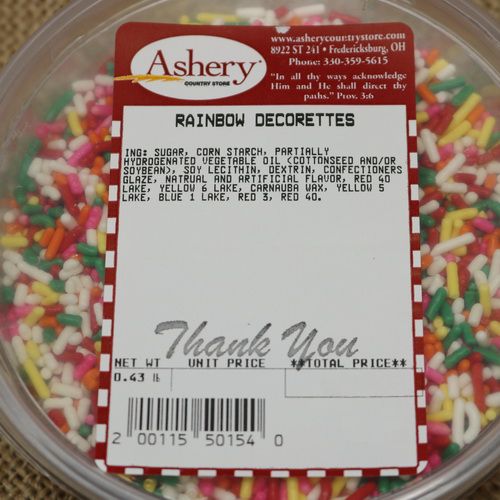 www.asherycountrystore.com
8922 ST 241 • Fredericksburg, OH
Phone: 330-359-5615
"In all thy ways acknowledge
Him and He shall direct thy
paths." Prov. 3:6
Ashery
COUNTRY STORE
RAINBOW DECORETTES
ING: SUGAR, CORN STARCH, PARTIALLY
HYDROGENATED VEGETABLE OIL (COTTONSEED AND/OR
SOYBEAN), SOY LECITHIN, DEXTRIN, CONFECTIONERS
GLAZE, NATRUAL AND ARTIFICIAL FLAVOR, RED 40
LAKE, YELLOW 6 LAKE, CARNAUBA WAX, YELLOW 5
LAKE, BLUE 1 LAKE, RED 3, RED 40.
Thank You
NET WT UNIT PRICE **TOTAL PRICE**
0.43 lb
2 00115 50154 0